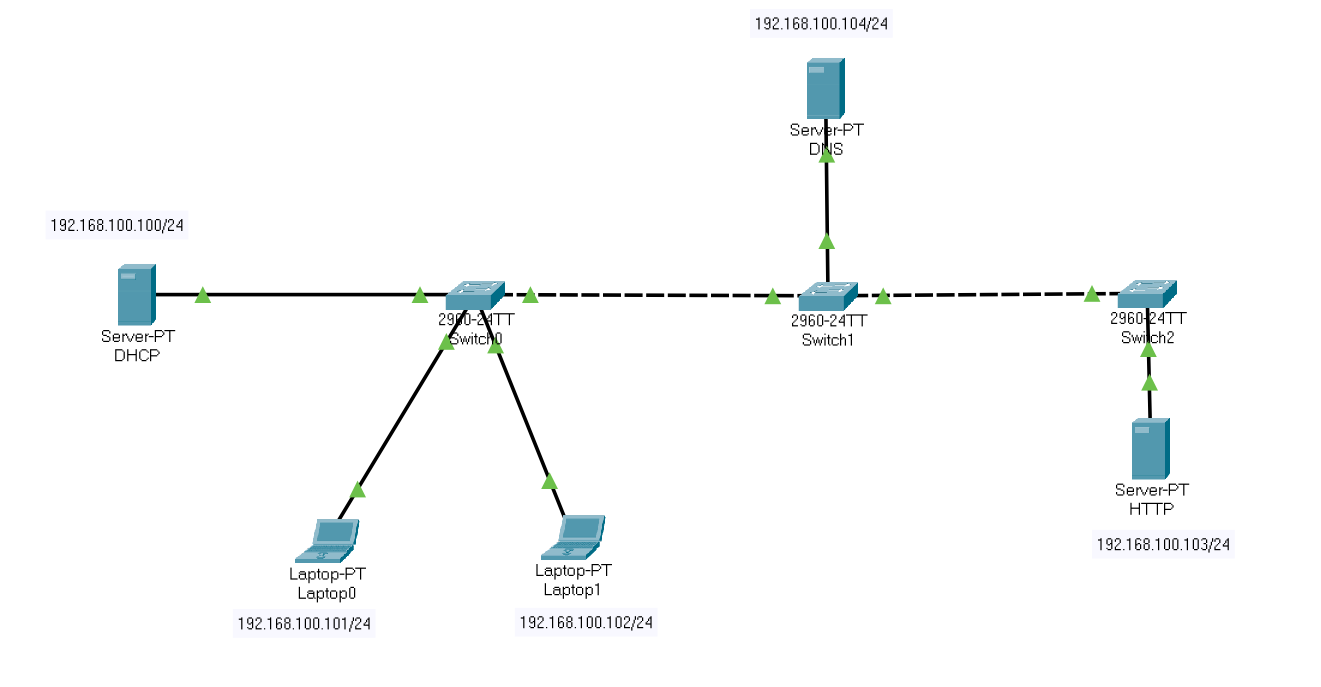 192.168.100.104/24
Server-PT
DNS
192.168.100.100/24
Server-PT
DHCP
2960-24TT
Switch0
2960-24TT
Switch1
2960-24TT
Switch2
Server-PT
HTTP
192.168.100.103/24
Laptop-PT
Laptop0
192.168.100.101/24
Laptop-PT
Laptop1
192.168.100.102/24